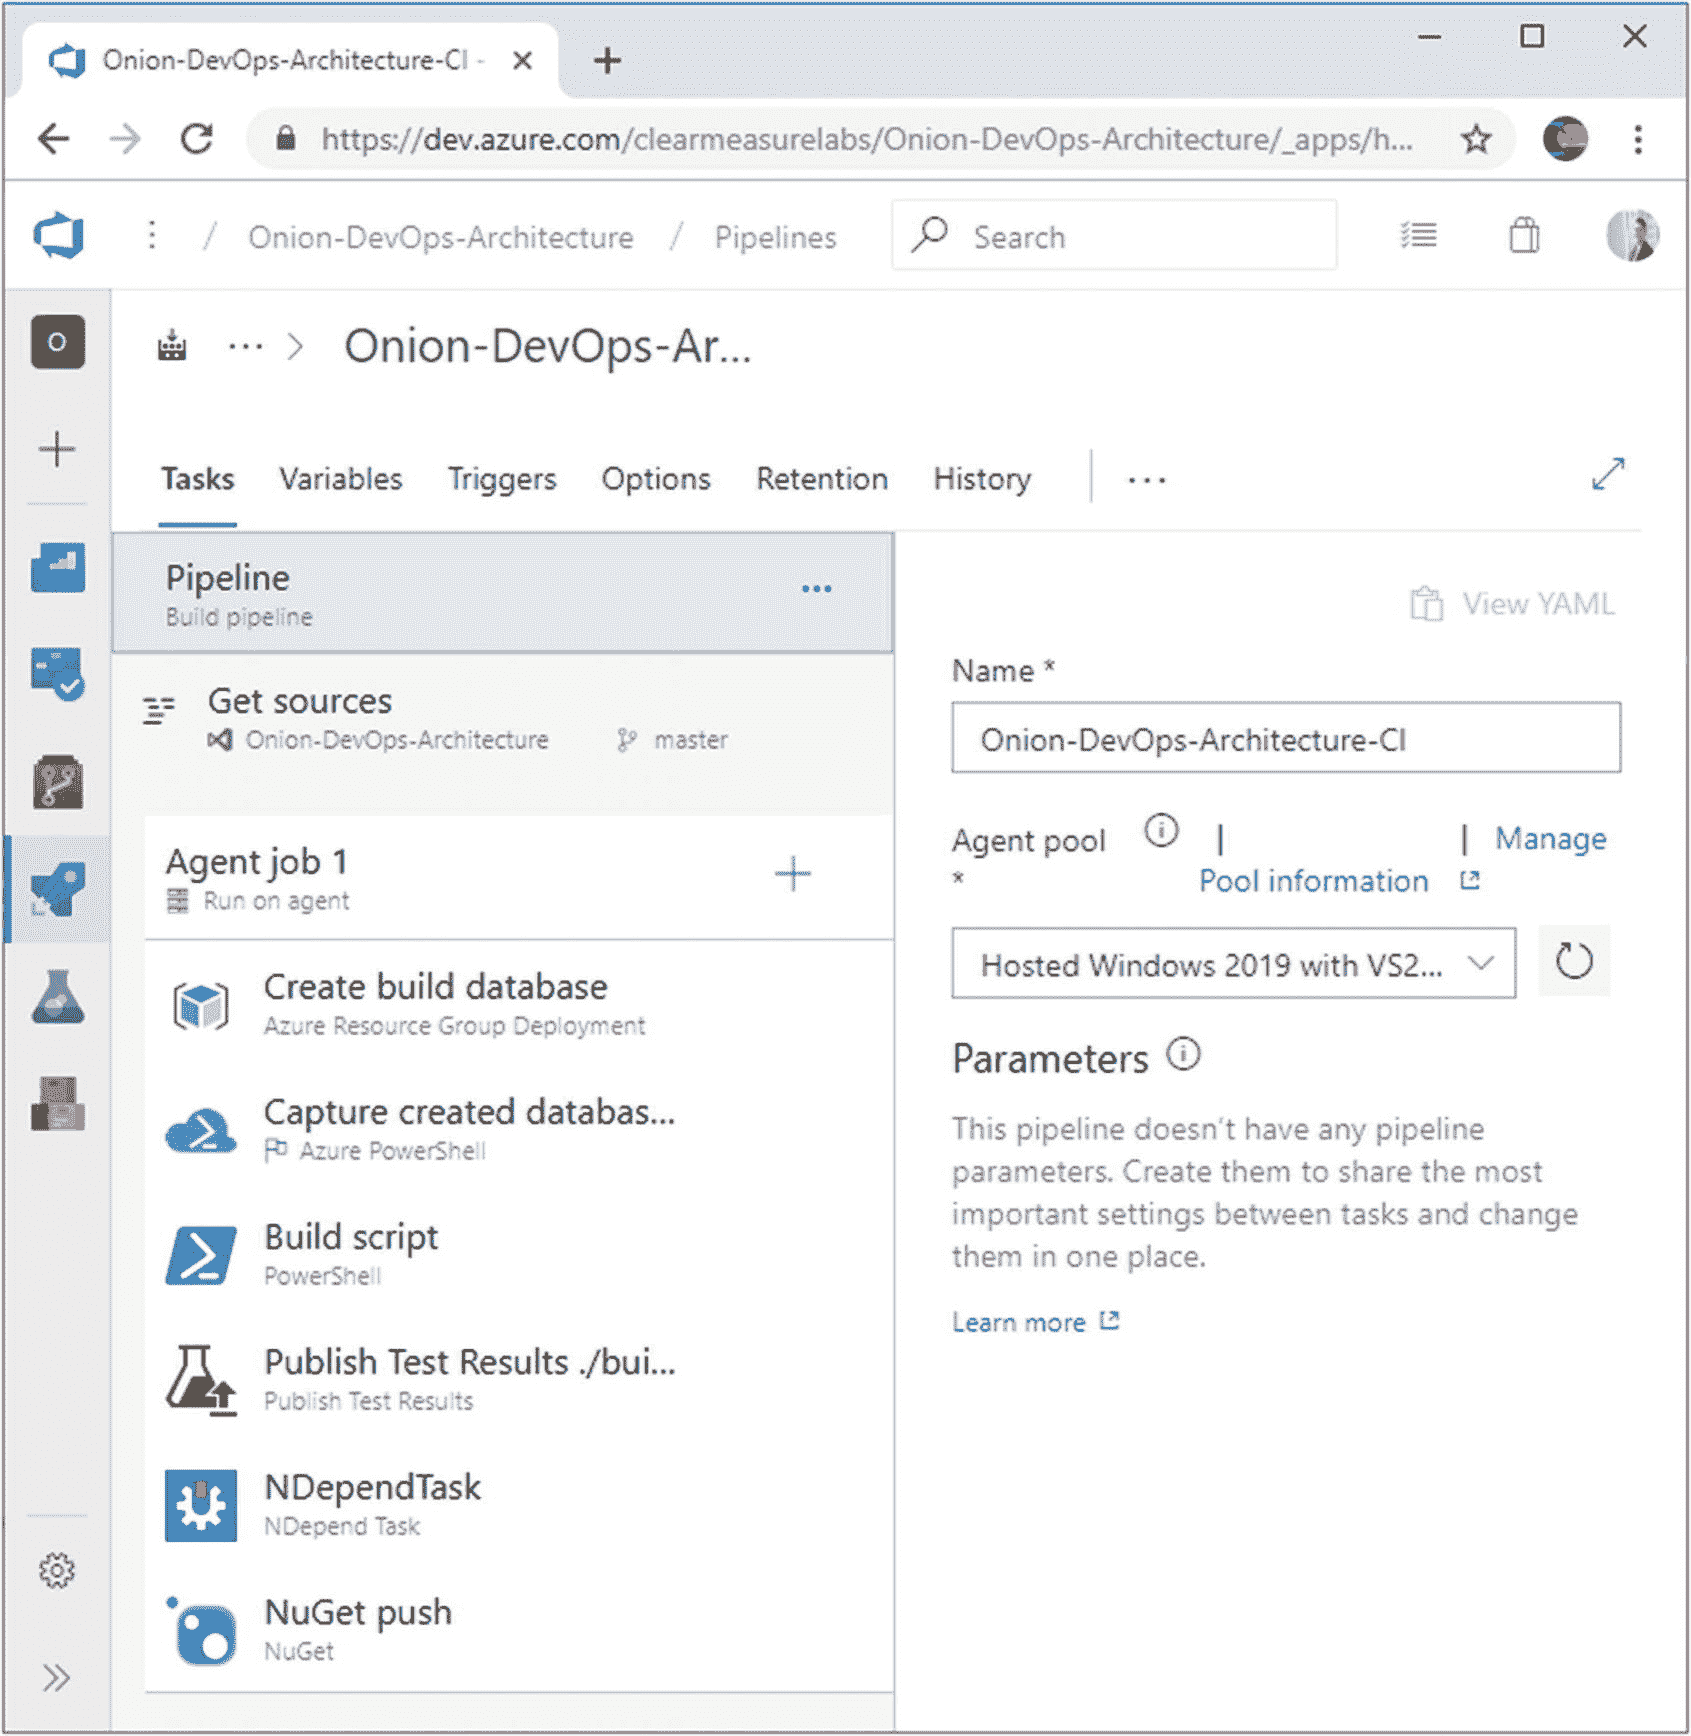 Onion-DevOps-Architecture-CI -
https://dev.azure.com/clearmeasurelabs/Onion-DevOps-Architecture/_apps/h...
/ Onion-DevOps-Architecture / Pipelines
Search
O
... > Onion-DevOps-Ar...
Tasks Variables Triggers Options Retention History ...
Pipeline
Build pipeline
...
Get sources
Onion-DevOps-Architecture master
Agent job 1
Run on agent
Create build database
Azure Resource Group Deployment
Capture created databas...
Azure PowerShell
Build script
PowerShell
Publish Test Results ./bui...
Publish Test Results
NDependTask
NDepend Task
NuGet push
NuGet
View YAML
Name *
Onion-DevOps-Architecture-CI
Agent pool | | Manage
* Pool information
Hosted Windows 2019 with VS2...
Parameters
This pipeline doesn't have any pipeline
parameters. Create them to share the most
important settings between tasks and change
them in one place.
Learn more